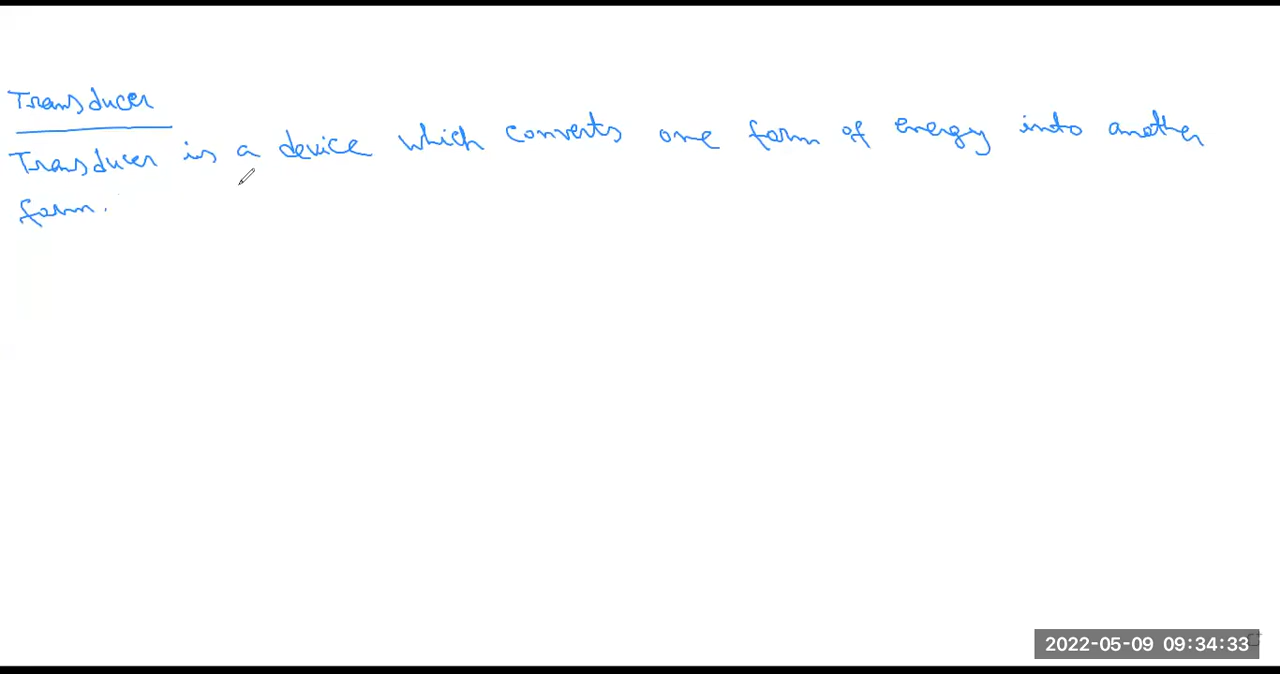 Transducer
Transducer is a device which converts one form of energy into another
form.
2022-05-09 09:34:33